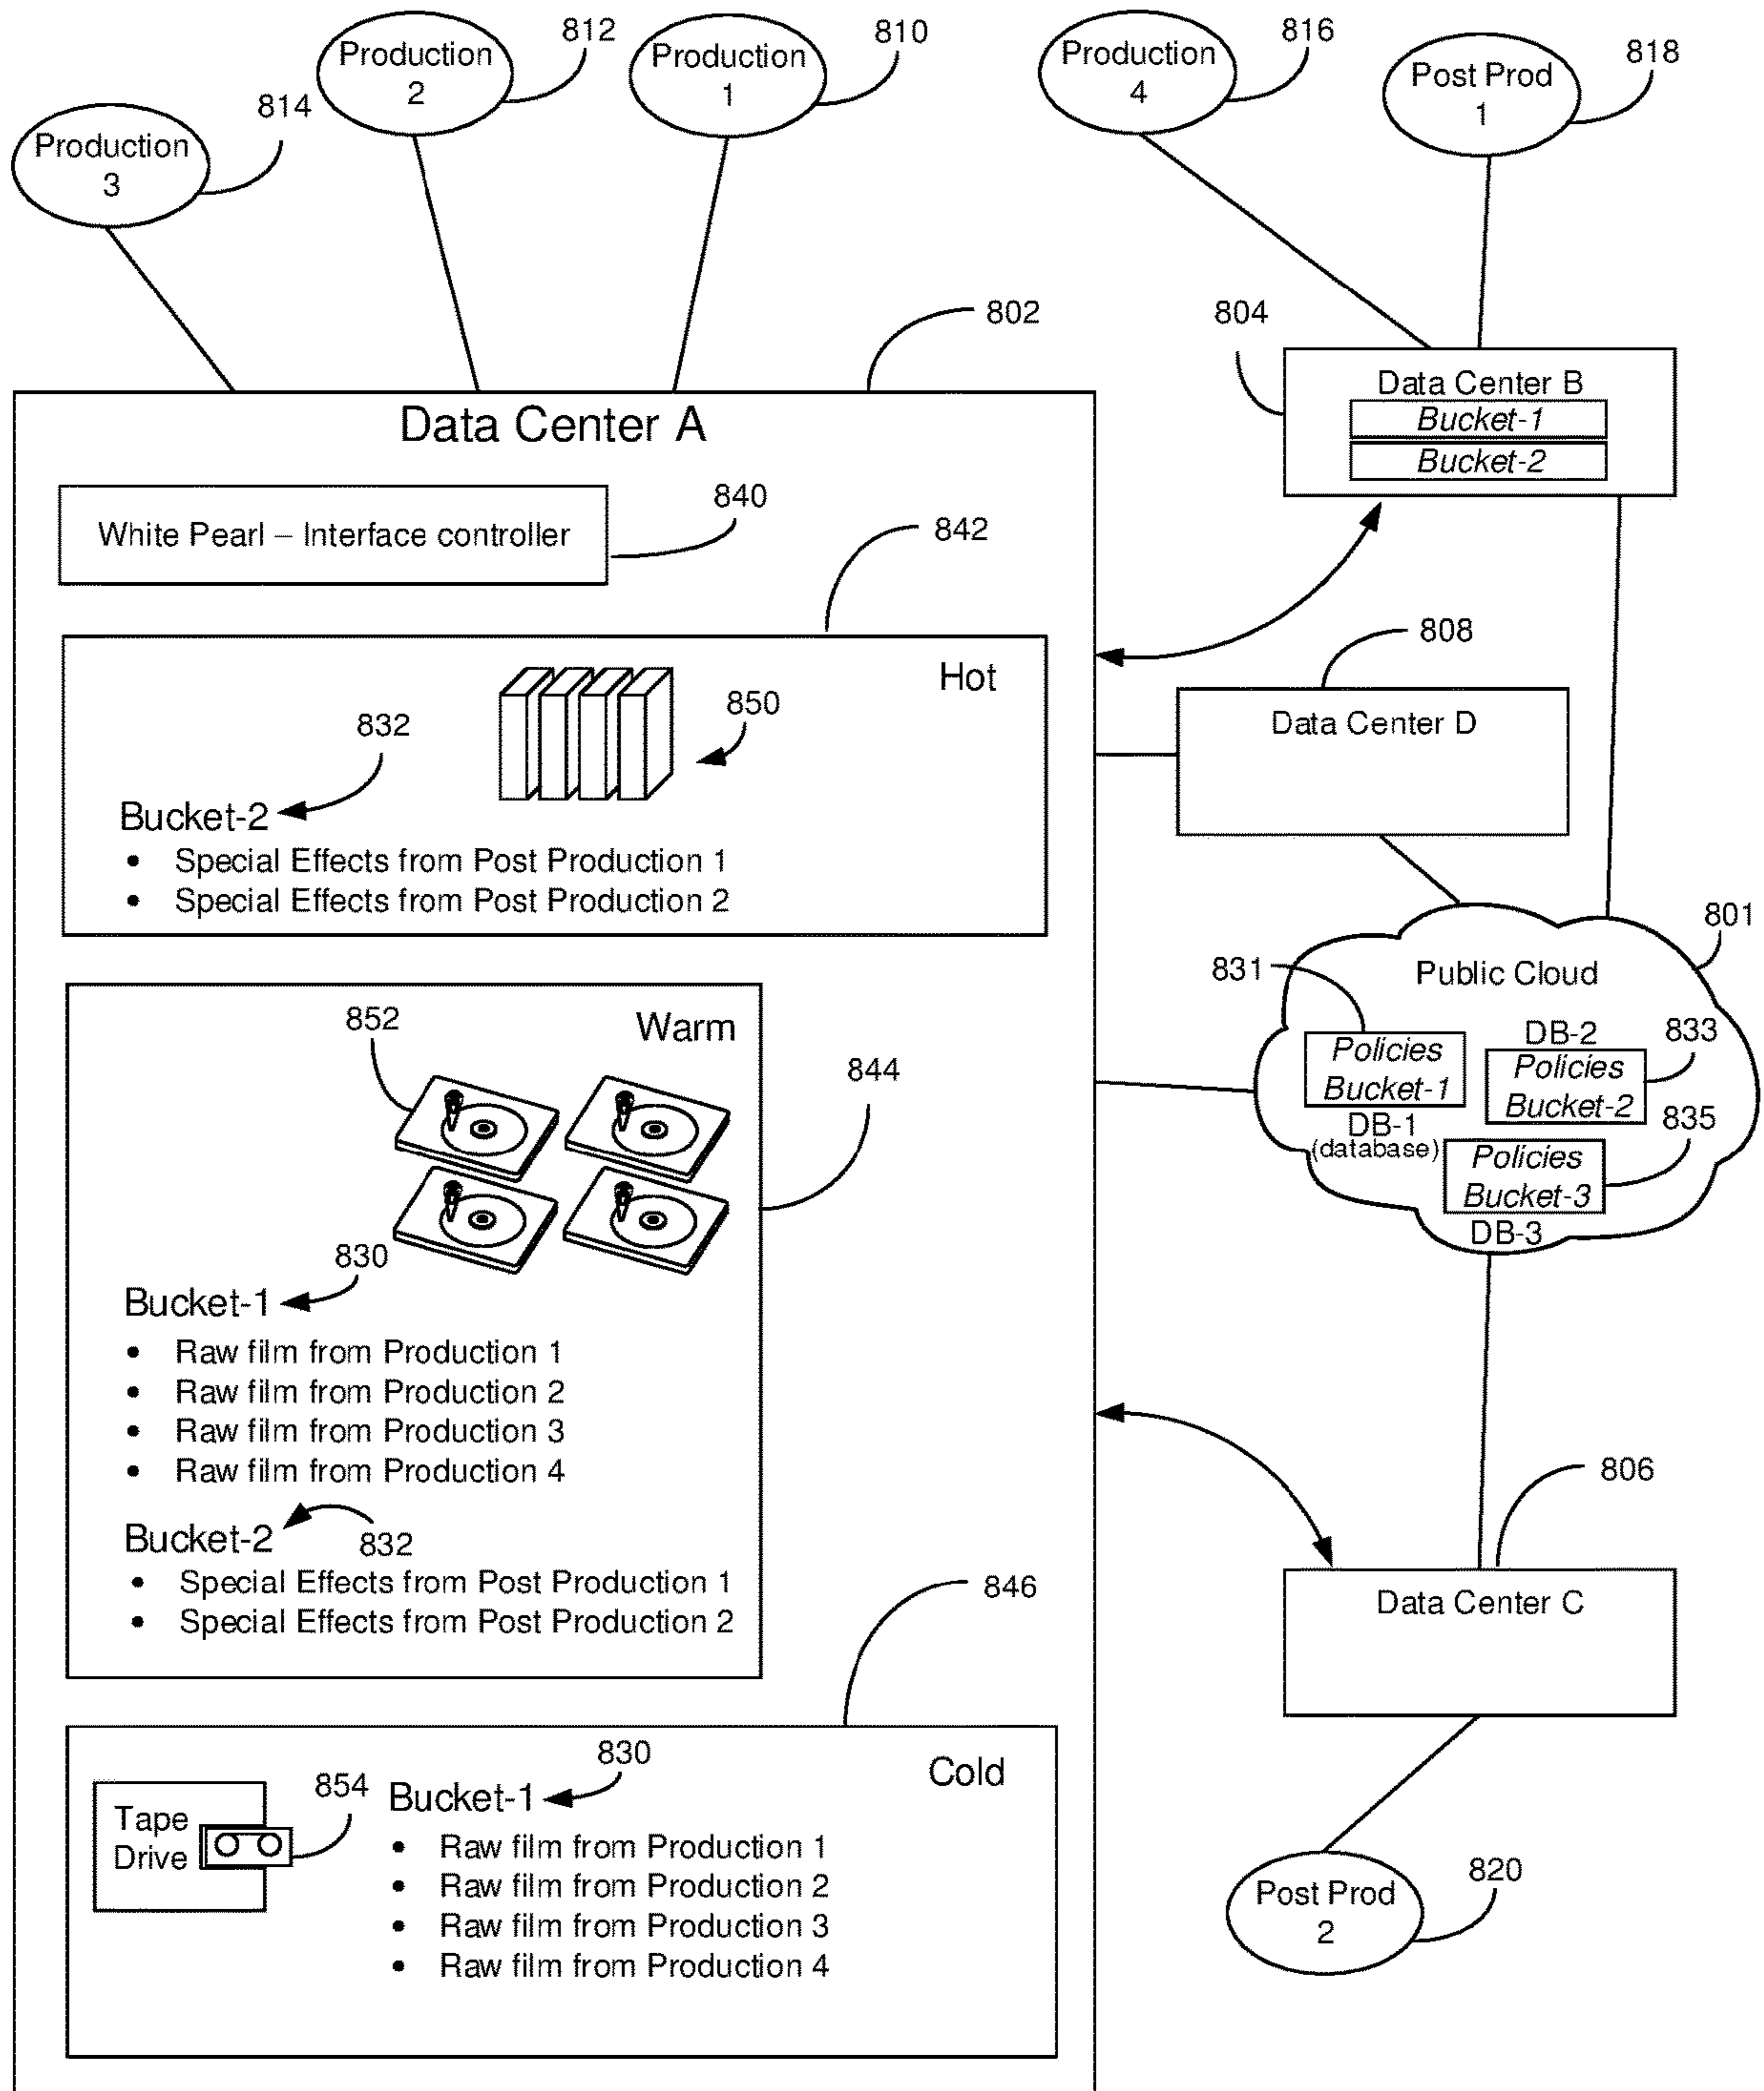 Production
1
810
Production
2
812
Production
3
814
Production
4
816
Post Prod
1
818
802
Data Center A
White Pearl – Interface controller
840
842
Hot
850
832
Bucket-2
• Special Effects from Post Production 1
• Special Effects from Post Production 2
Warm
852
844
830
Bucket-1
• Raw film from Production 1
• Raw film from Production 2
• Raw film from Production 3
• Raw film from Production 4
Bucket-2
832
• Special Effects from Post Production 1
• Special Effects from Post Production 2
846
Cold
Tape
Drive
854
830
Bucket-1
• Raw film from Production 1
• Raw film from Production 2
• Raw film from Production 3
• Raw film from Production 4
804
Data Center B
Bucket-1
Bucket-2
808
Data Center D
801
Public Cloud
831
Policies
Bucket-1
DB-1
(database)
DB-2
833
Policies
Bucket-2
835
Policies
Bucket-3
DB-3
806
Data Center C
Post Prod
2
820